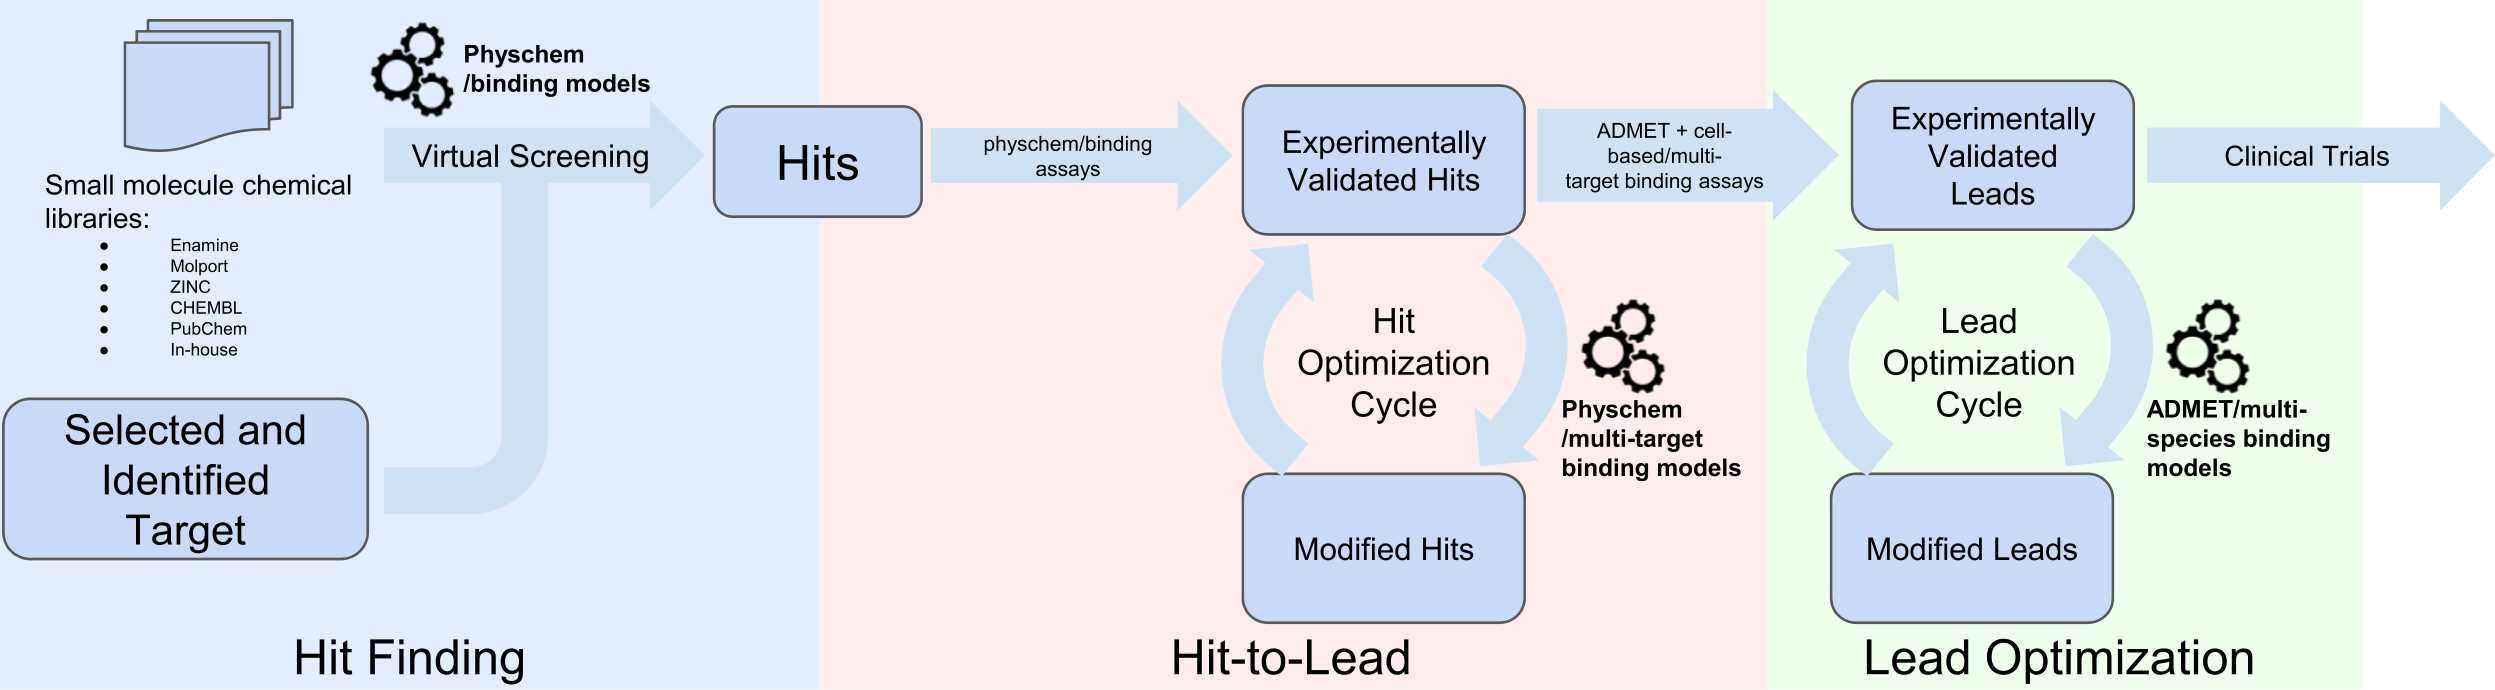 Physchem
/binding models
Virtual Screening
Small molecule chemical
libraries:
● Enamine
● Molport
● ZINC
● CHEMBL
● PubChem
● In-house
Selected and
Identified
Target
Hits
Hit Finding
physchem/binding
assays
Experimentally
Validated Hits
Hit
Optimization
Cycle
Physchem
/multi-target
binding models
Modified Hits
Hit-to-Lead
ADMET + cell-
based/multi-
target binding assays
Experimentally
Validated
Leads
Clinical Trials
Lead
Optimization
Cycle
ADMET/multi-
species binding
models
Modified Leads
Lead Optimization